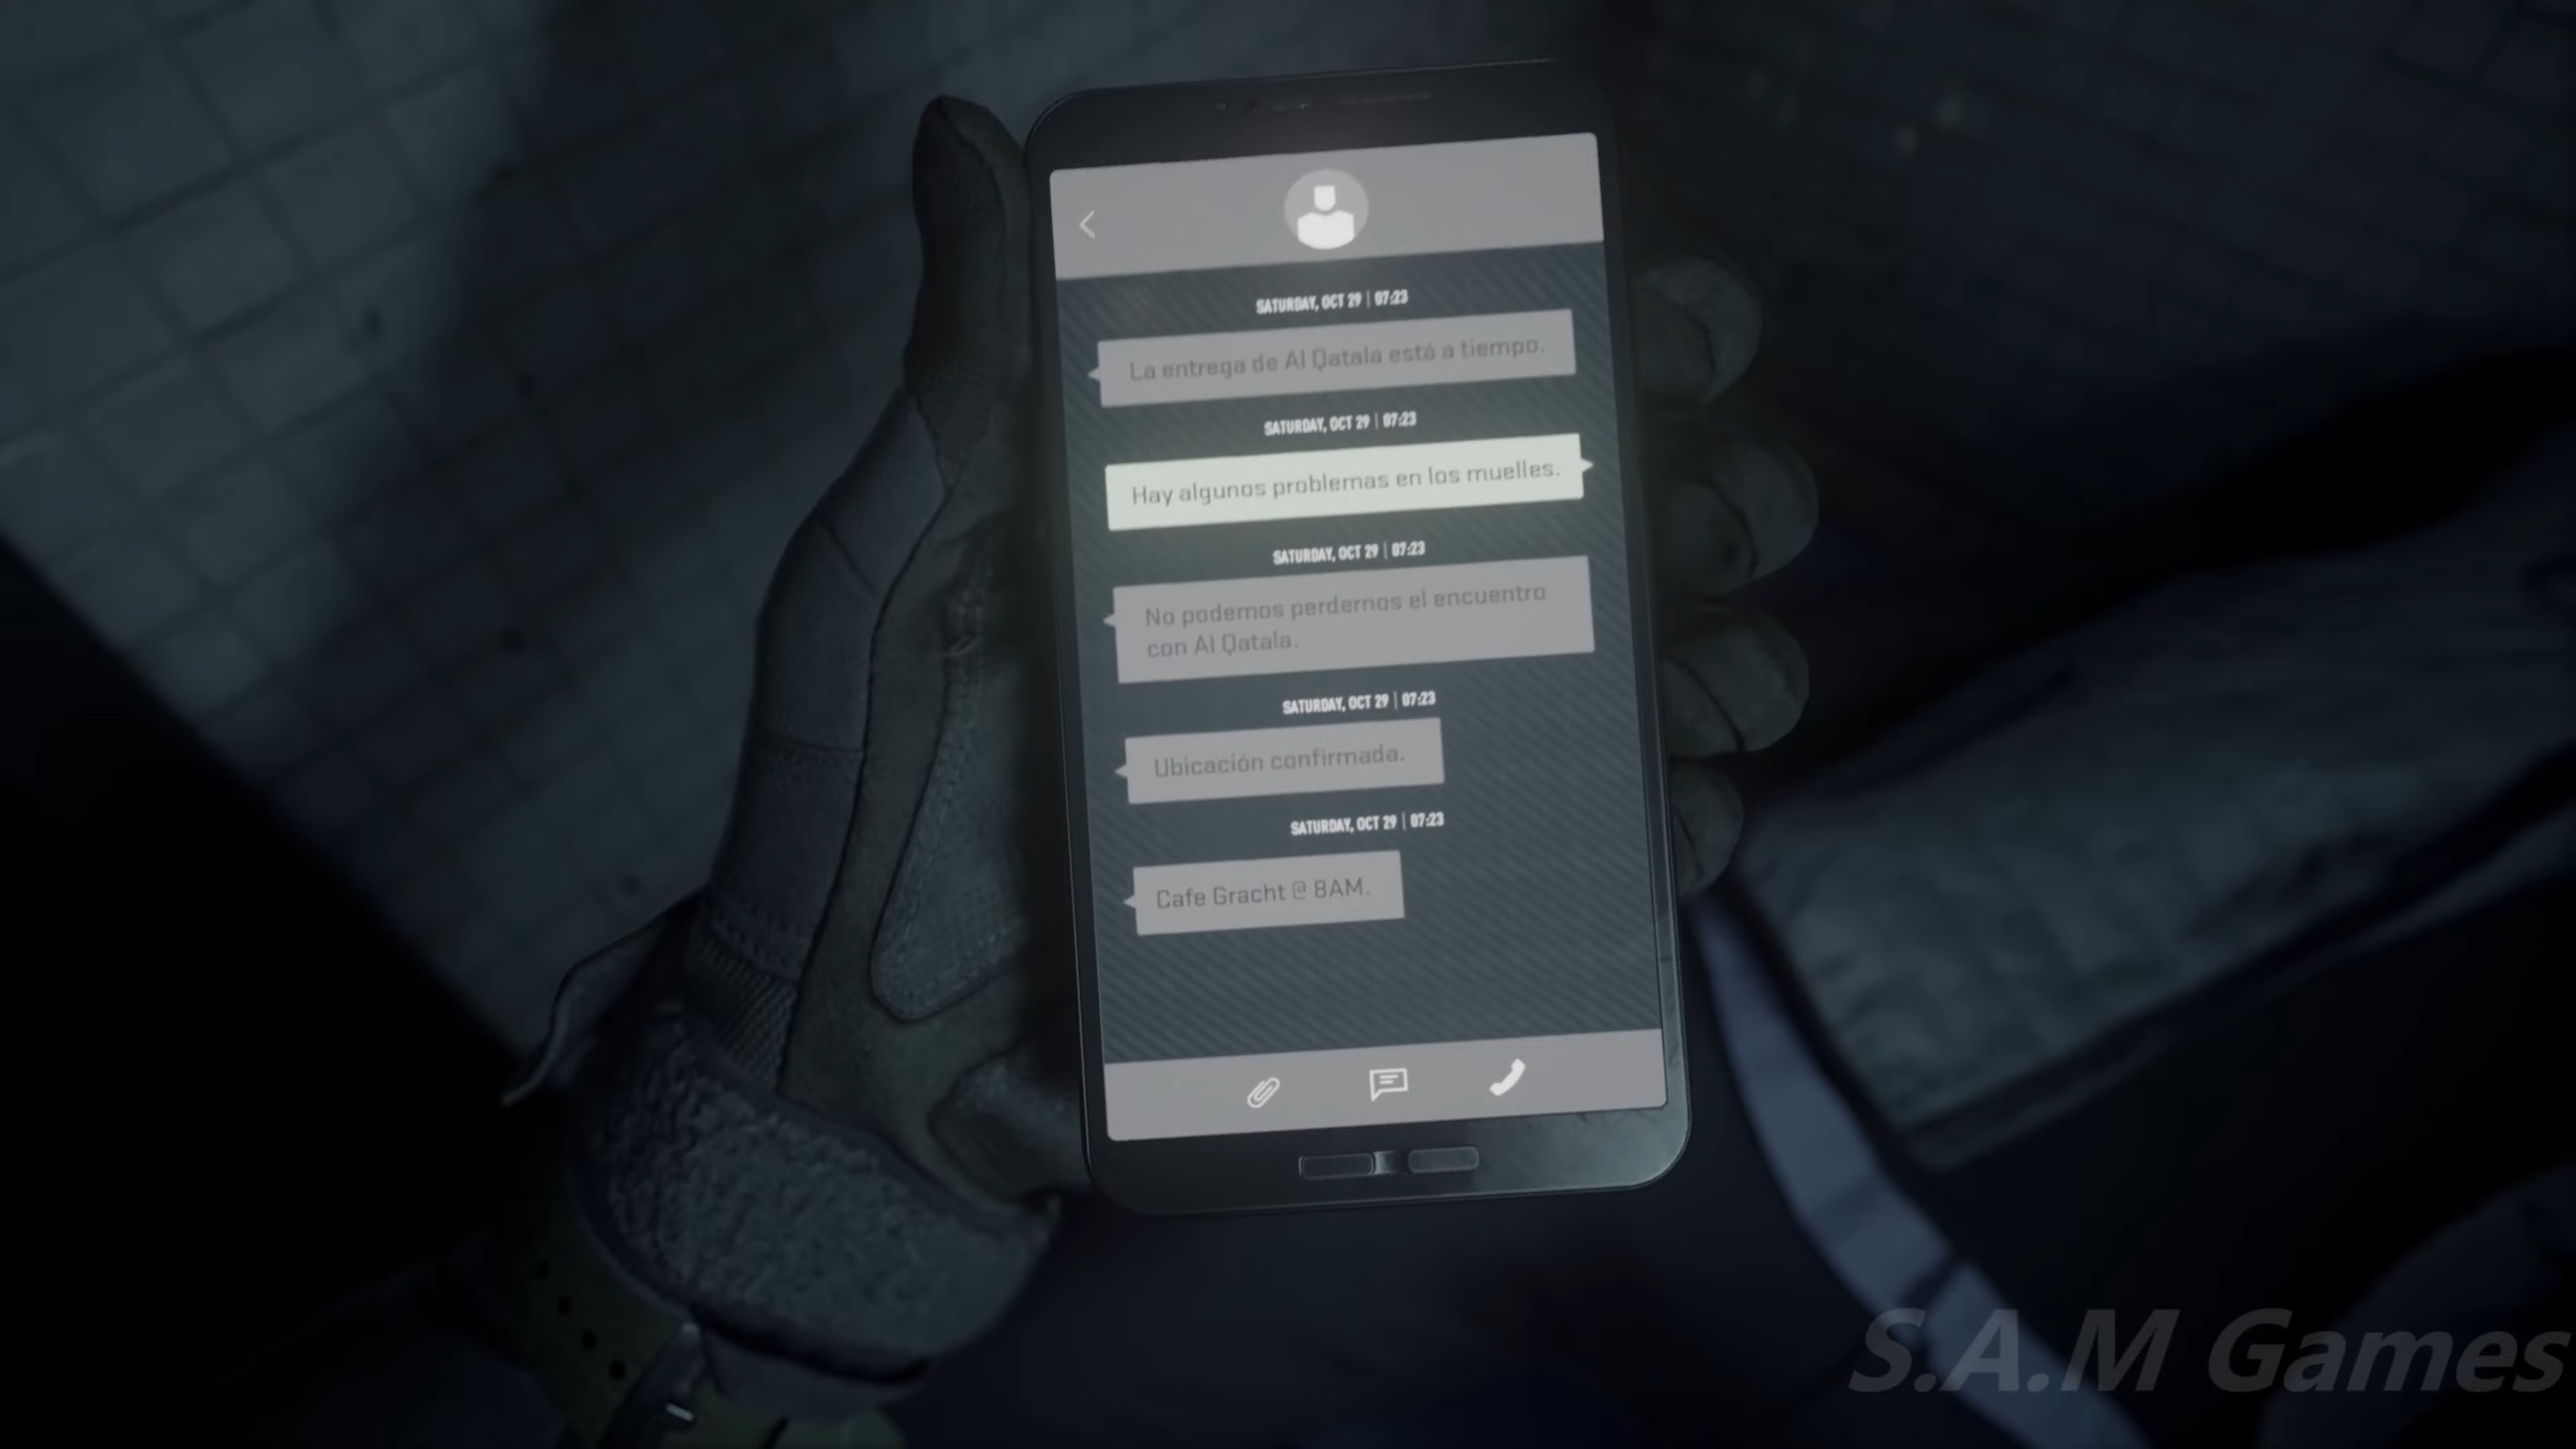 SATURDAY, OCT 29 | 07:23
La entrega de Al Qatala está a tiempo.
SATURDAY, OCT 29 | 07:23
Hay algunos problemas en los muelles.
SATURDAY, OCT 29 | 07:23
No podemos perdernos el encuentro
con Al Qatala.
SATURDAY, OCT 29 | 07:23
Ubicación confirmada.
SATURDAY, OCT 29 | 07:23
Cafe Gracht @ 8AM.
S.A.M Games